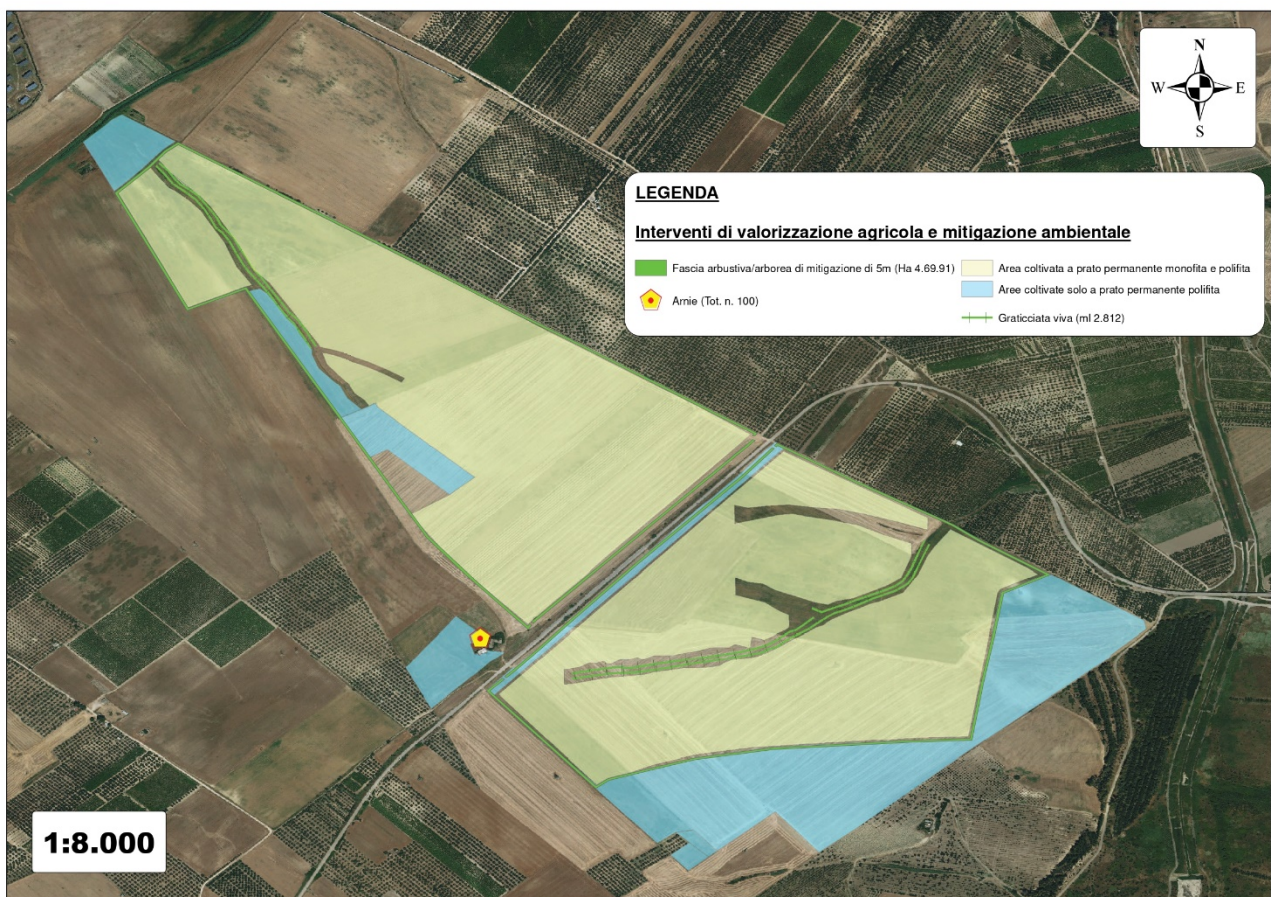 N
W E
S
LEGENDA
Interventi di valorizzazione agricola e mitigazione ambientale
Fascia arbustiva/arborea di mitigazione di 5m (Ha 4.69.91)
Area coltivata a prato permanente monofita e polifita
Arnie (Tot. n. 100)
Aree coltivate solo a prato permanente polifita
Graticciata viva (ml 2.812)
1:8.000